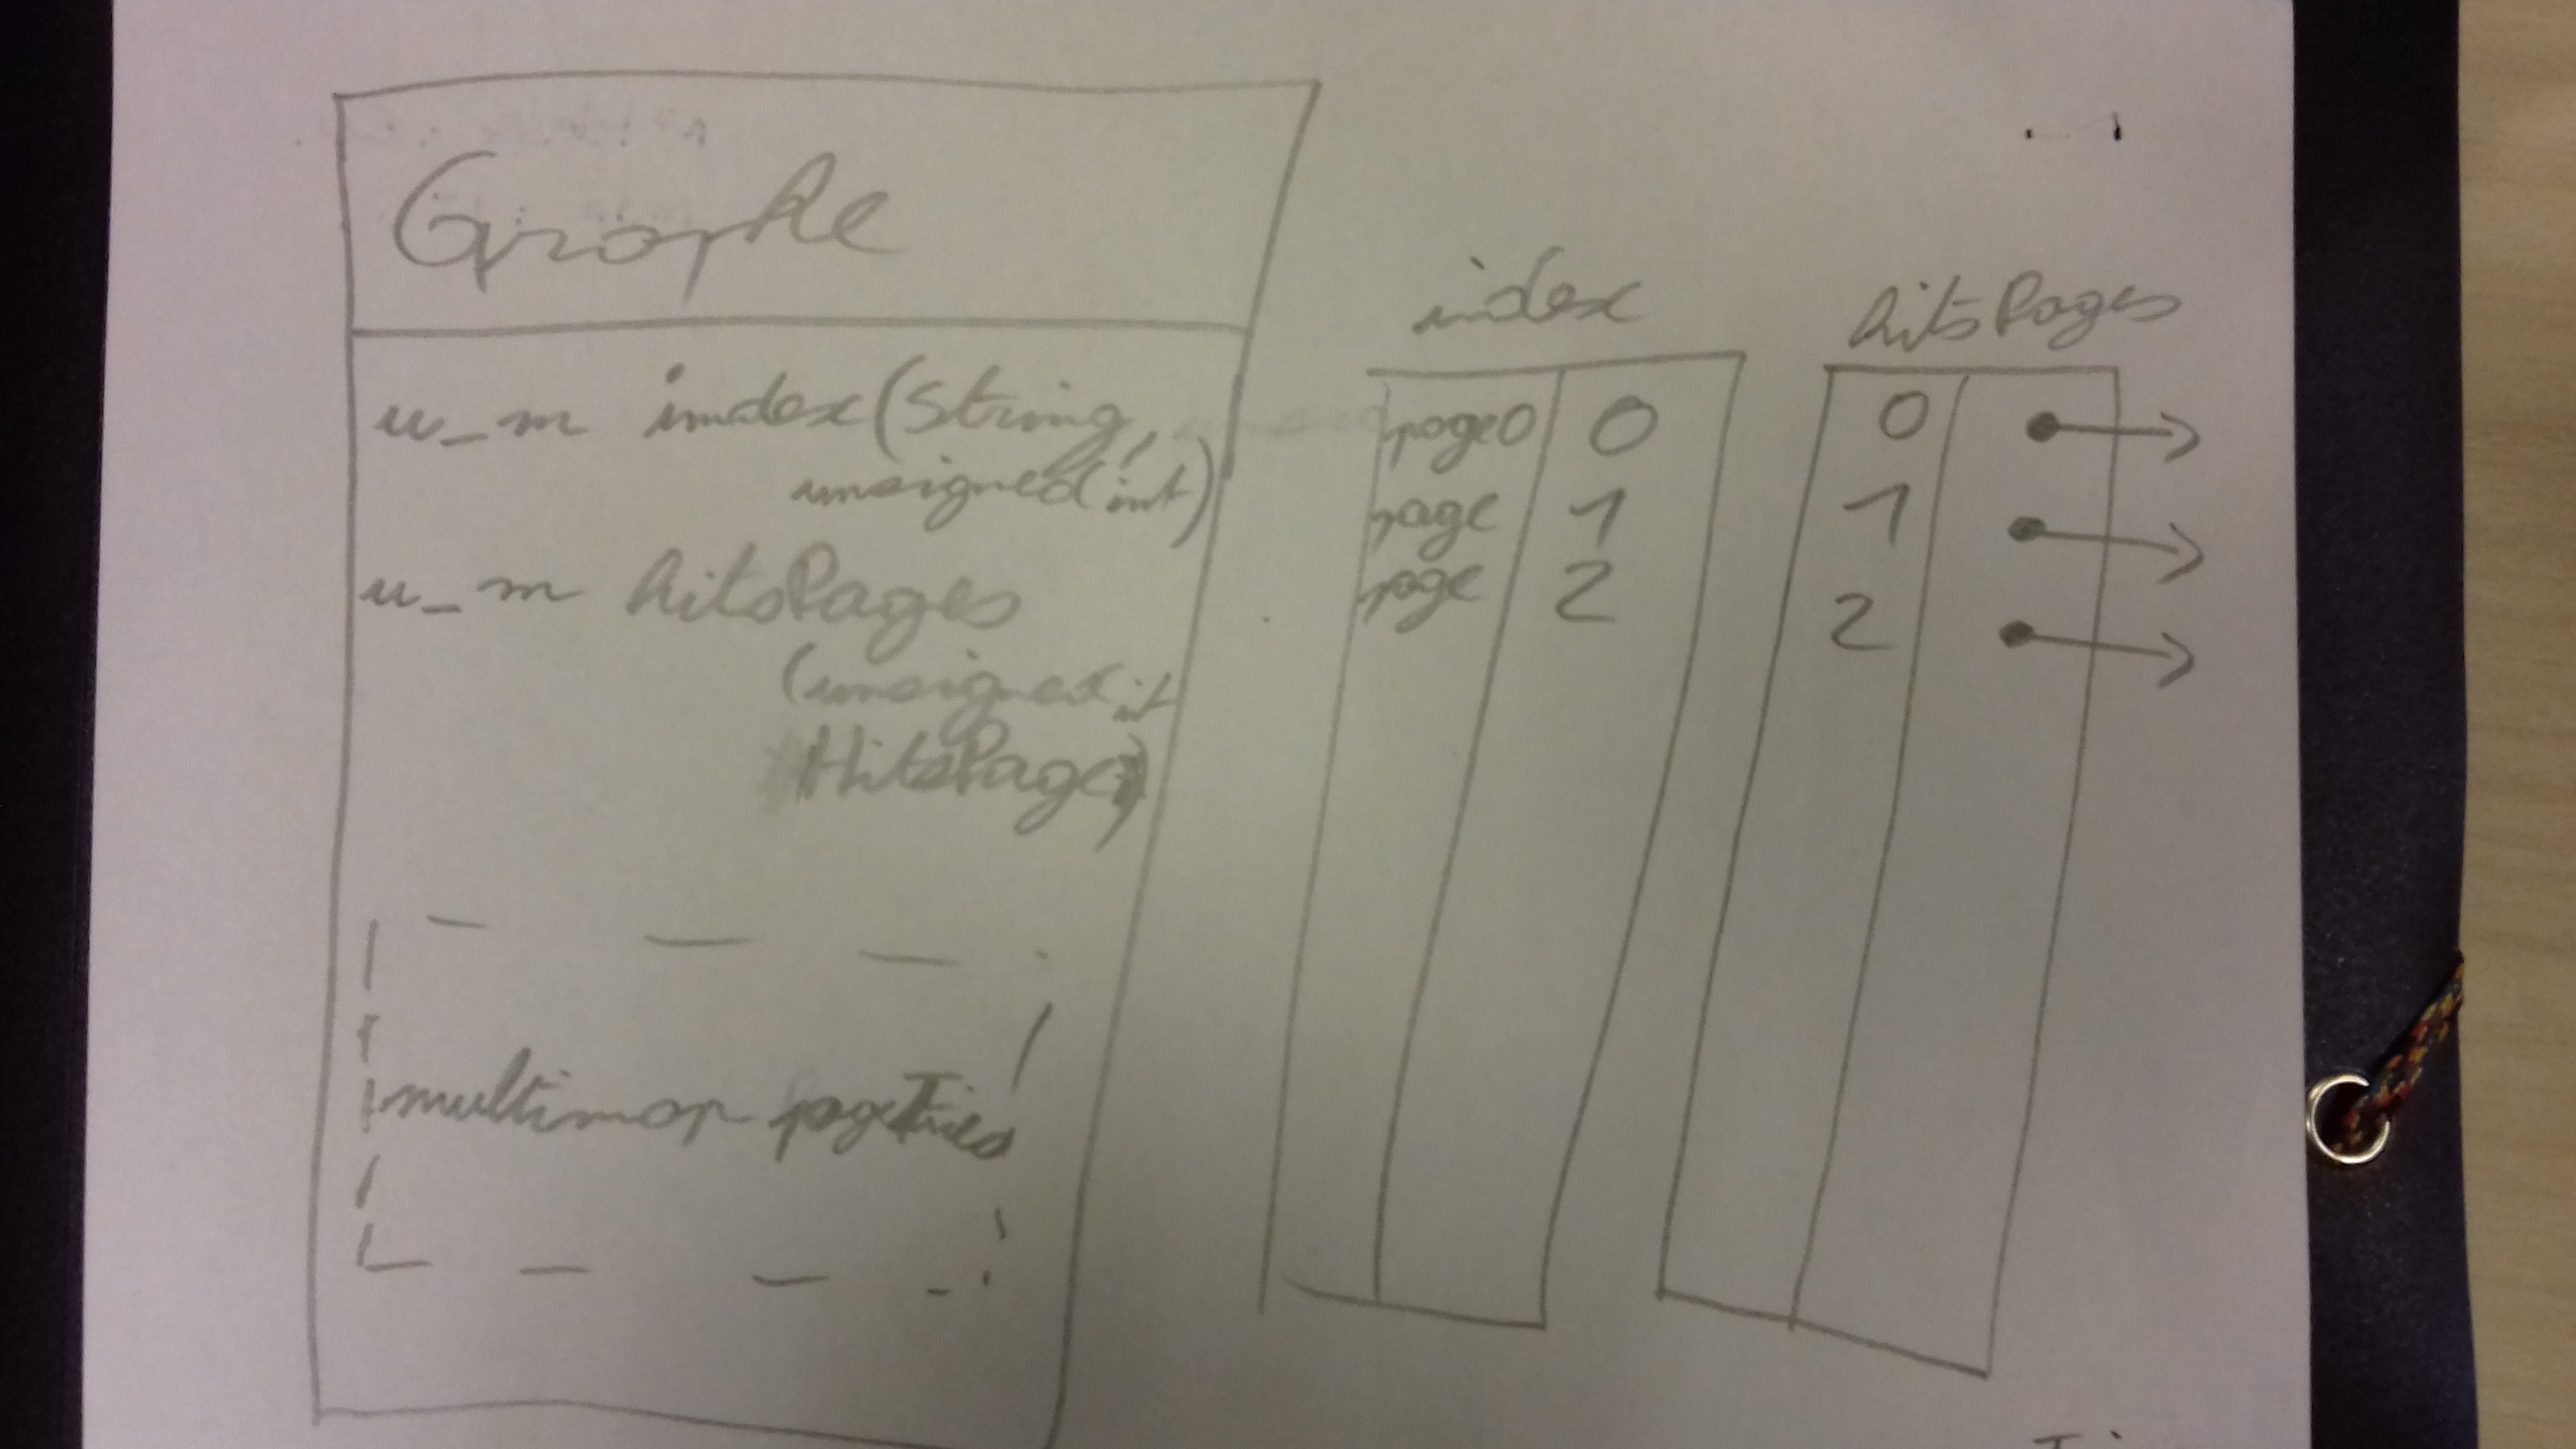 Graphe
u_m index(String,
unsigned int)
u_m hitsPages
(unsigned int
HitsPage)
multimap pageTriées
index
page0 0
page 1
page 2
hitsPages
0
1
2